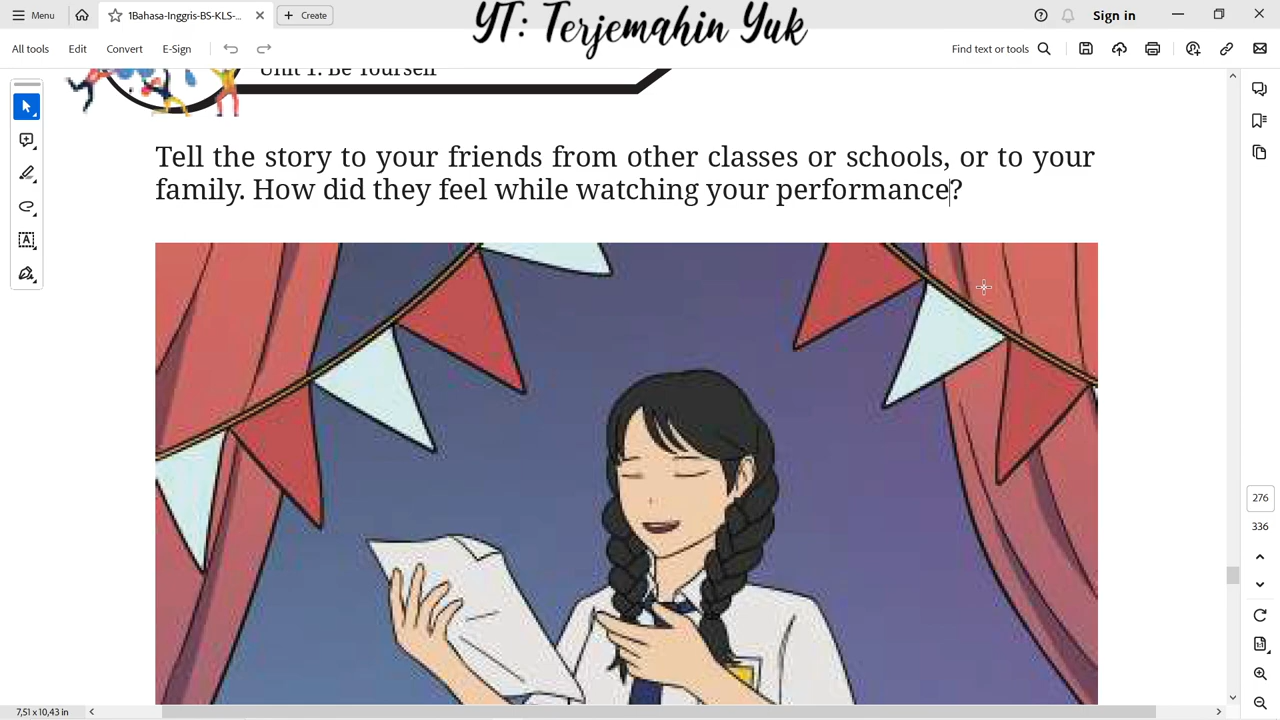 Menu
1Bahasa-Inggris-BS-KLS-...
Create
YT: Terjemahin Yuk
Sign in
All tools
Edit
Convert
E-Sign
Find text or tools
Unit 1. Be Yourself
Tell the story to your friends from other classes or schools, or to your
family. How did they feel while watching your performance?
276
336
7,51 x 10,43 in